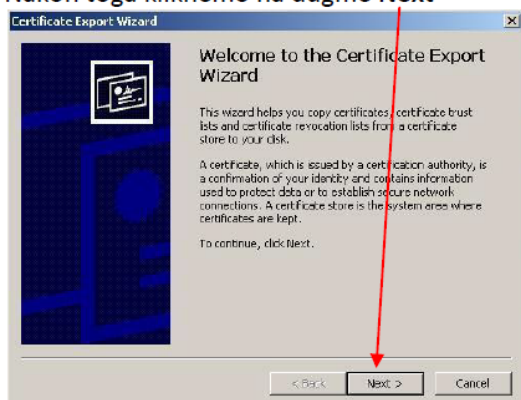 Nakon toga kliknemo na dugme Next
Certificate Export Wizard
Welcome to the Certificate Export
Wizard
This wizard helps you copy certificates, certificate trust
lists and certificate revocation lists from a certificate
store to your disk.
A certificate, which is issued by a certification authority, is
a confirmation of your identity and contains information
used to protect data or to establish secure network
connections. A certificate store is the system area where
certificates are kept.
To continue, click Next.
< Back Next > Cancel